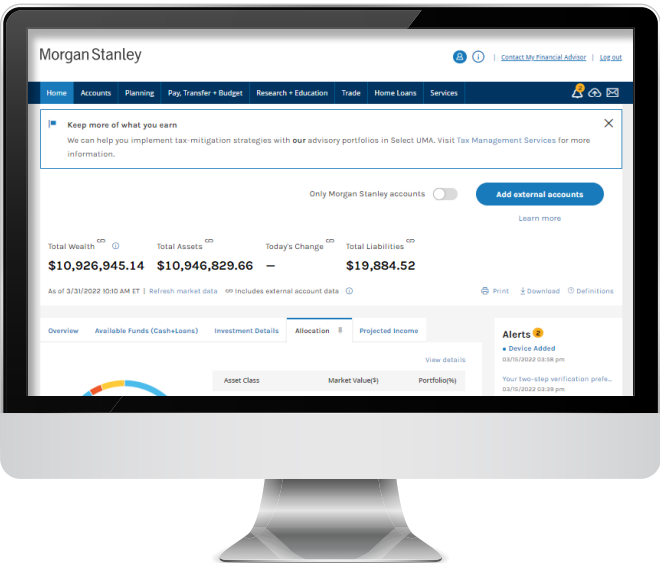 Morgan Stanley
Contact My Financial Advisor | Log out
Home Accounts Planning Pay, Transfer + Budget Research + Education Trade Home Loans Services 2
Keep more of what you earn
We can help you implement tax-mitigation strategies with our advisory portfolios in Select UMA. Visit Tax Management Services for more
information.
Only Morgan Stanley accounts Add external accounts
Learn more
Total Wealth Total Assets Today's Change Total Liabilities
$10,926,945.14 $10,946,829.66 — $19,884.52
As of 3/31/2022 10:10 AM ET | Refresh market data Includes external account data Print Download Definitions
Overview Available Funds (Cash+Loans) Investment Details Allocation Projected Income
Alerts 2
Device Added
03/15/2022 03:58 pm
View details
Asset Class Market Value($) Portfolio(%)
Your two-step verification prefe...
03/15/2022 03:39 pm